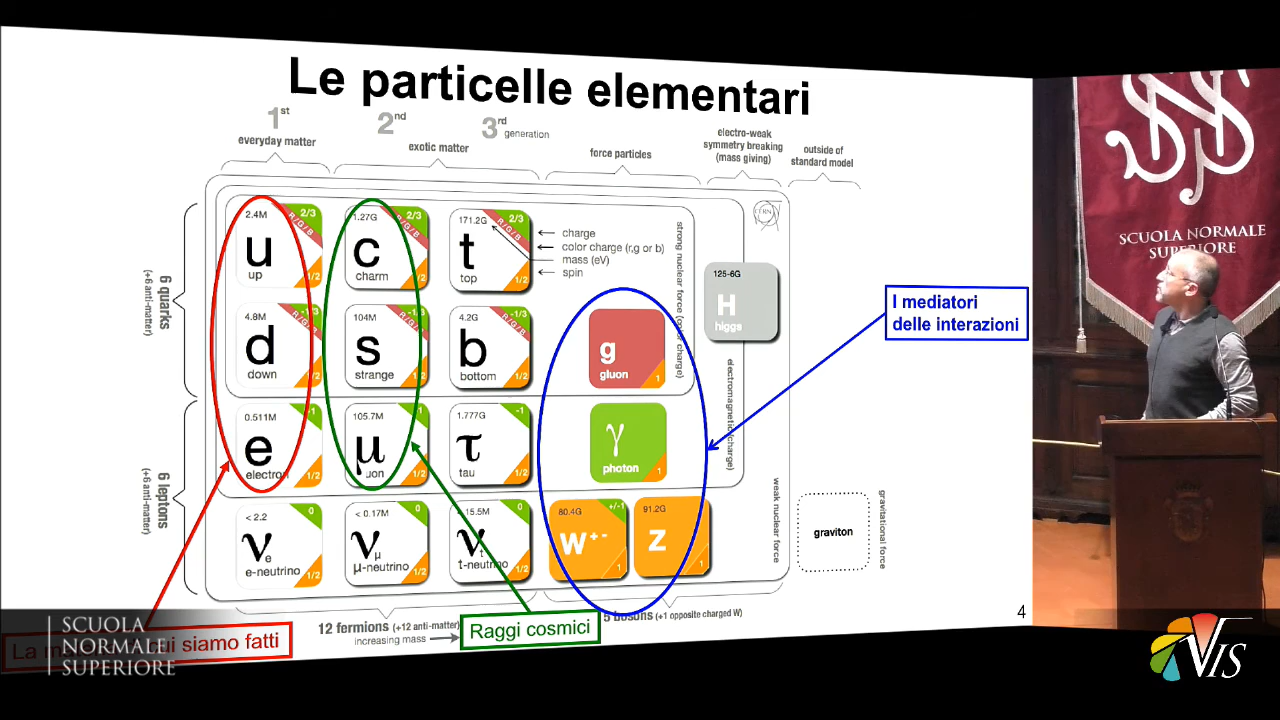 Le particelle elementari
1st
2nd
3rd
generation
everyday matter
exotic matter
force particles
electro-weak
symmetry breaking
(mass giving)
outside of
standard model
6 quarks
(+6 anti-matter)
6 leptons
(+6 anti-matter)
2.4M
2/3
R/G/B
u
up
1/2
1.27G
2/3
R/G/B
c
charm
1/2
171.2G
2/3
R/G/B
t
top
1/2
charge
color charge (r,g or b)
mass (eV)
spin
4.8M
-1/3
d
down
1/2
104M
-1/3
s
strange
1/2
4.2G
-1/3
R/G/B
b
bottom
1/2
g
gluon
1
strong nuclear force (color charge)
CERN
125-6G
H
higgs
I mediatori
delle interazioni
0.511M
-1
e
electron
1/2
105.7M
-1
μ
uon
1/2
1.777G
-1
τ
tau
1/2
γ
photon
1
electromagnetic (charge)
< 2.2
0
νe
e-neutrino
1/2
< 0.17M
0
νμ
μ-neutrino
1/2
15.5M
0
νt
t-neutrino
1/2
80.4G
+/-1
W+-
1
91.2G
Z
1
weak nuclear force
graviton
gravitational force
12 fermions (+12 anti-matter)
increasing mass
5 bosons (+1 opposite charged W)
Raggi cosmici
La cui siamo fatti
4
SCUOLA NORMALE
SUPERIORE
SCUOLA
NORMALE
SUPERIORE
VIS